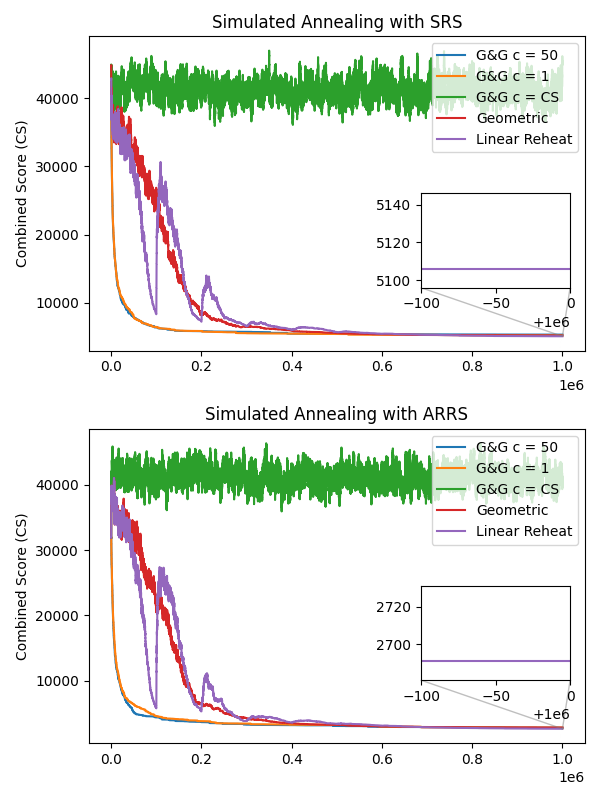 Simulated Annealing with SRS
Combined Score (CS)
40000
30000
20000
10000
G&G c = 50
G&G c = 1
G&G c = CS
Geometric
Linear Reheat
5140
5120
5100
−100
−50
0
+1e6
0.0
0.2
0.4
0.6
0.8
1.0
1e6
Simulated Annealing with ARRS
Combined Score (CS)
40000
30000
20000
10000
G&G c = 50
G&G c = 1
G&G c = CS
Geometric
Linear Reheat
2720
2700
−100
−50
0
+1e6
0.0
0.2
0.4
0.6
0.8
1.0
1e6